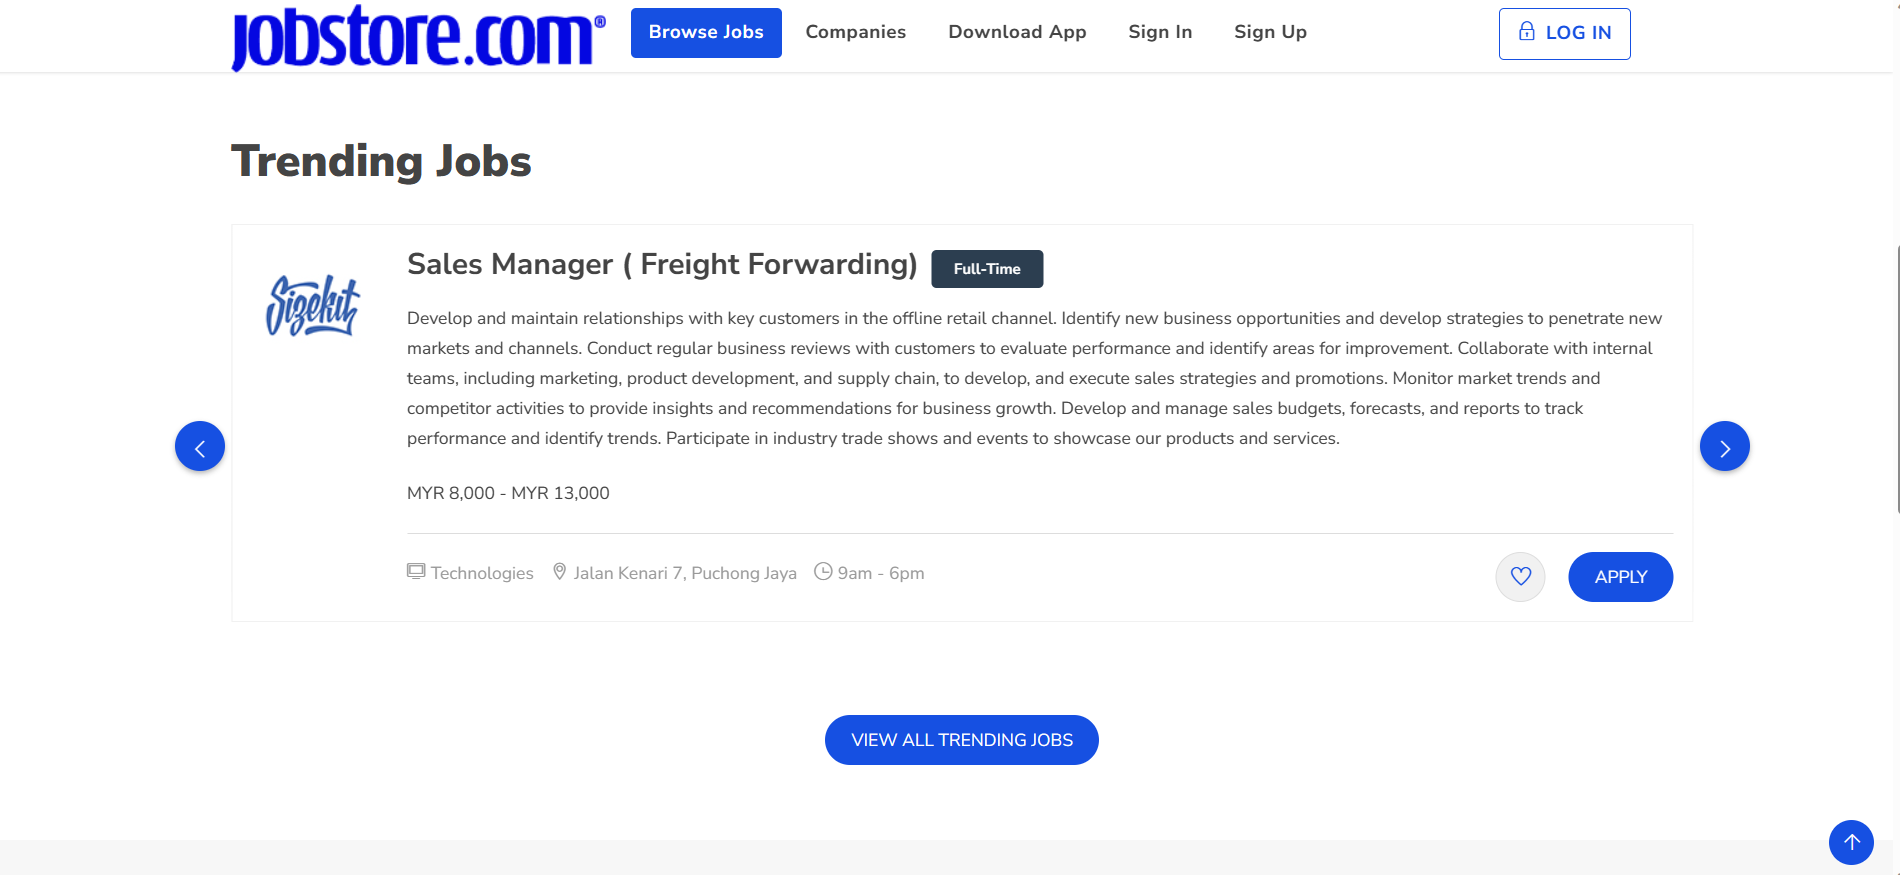 jobstore.com®
Browse Jobs
Companies
Download App
Sign In
Sign Up
LOG IN
Trending Jobs
Sizekit
Sales Manager ( Freight Forwarding)
Full-Time
Develop and maintain relationships with key customers in the offline retail channel. Identify new business opportunities and develop strategies to penetrate new
markets and channels. Conduct regular business reviews with customers to evaluate performance and identify areas for improvement. Collaborate with internal
teams, including marketing, product development, and supply chain, to develop, and execute sales strategies and promotions. Monitor market trends and
competitor activities to provide insights and recommendations for business growth. Develop and manage sales budgets, forecasts, and reports to track
performance and identify trends. Participate in industry trade shows and events to showcase our products and services.
MYR 8,000 - MYR 13,000
Technologies
Jalan Kenari 7, Puchong Jaya
9am - 6pm
APPLY
VIEW ALL TRENDING JOBS